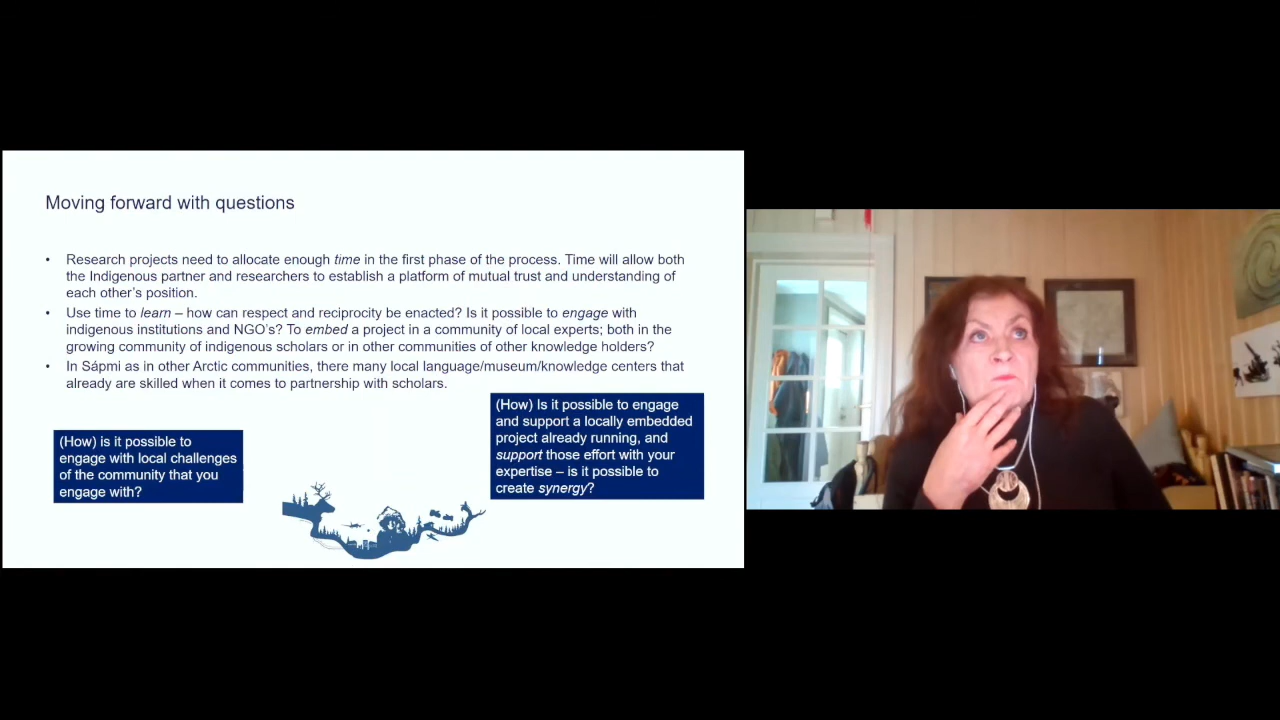 Moving forward with questions
• Research projects need to allocate enough time in the first phase of the process. Time will allow both
the Indigenous partner and researchers to establish a platform of mutual trust and understanding of
each other's position.
• Use time to learn – how can respect and reciprocity be enacted? Is it possible to engage with
indigenous institutions and NGO's? To embed a project in a community of local experts; both in the
growing community of indigenous scholars or in other communities of other knowledge holders?
• In Sápmi as in other Arctic communities, there many local language/museum/knowledge centers that
already are skilled when it comes to partnership with scholars.
(How) is it possible to
engage with local challenges
of the community that you
engage with?
(How) Is it possible to engage
and support a locally embedded
project already running, and
support those effort with your
expertise – is it possible to
create synergy?